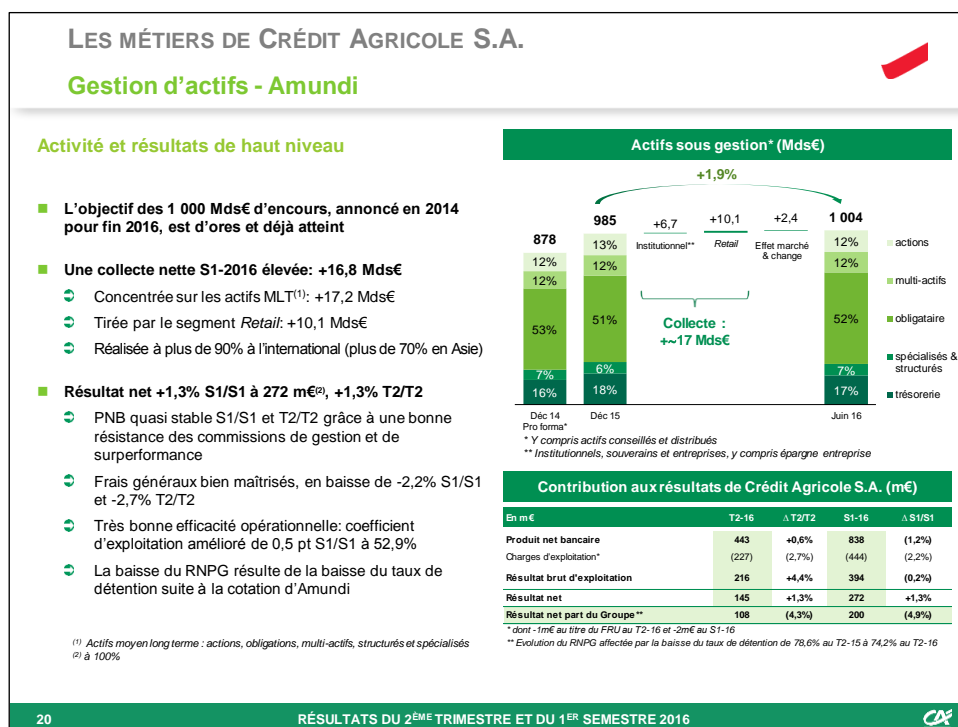 LES MÉTIERS DE CRÉDIT AGRICOLE S.A.
Gestion d'actifs - Amundi
Activité et résultats de haut niveau
L'objectif des 1 000 Mds€ d'encours, annoncé en 2014
pour fin 2016, est d'ores et déjà atteint
Une collecte nette S1-2016 élevée: +16,8 Mds€
Concentrée sur les actifs MLT(1): +17,2 Mds€
Tirée par le segment Retail: +10,1 Mds€
Réalisée à plus de 90% à l'international (plus de 70% en Asie)
Résultat net +1,3% S1/S1 à 272 m€(2), +1,3% T2/T2
PNB quasi stable S1/S1 et T2/T2 grâce à une bonne
résistance des commissions de gestion et de
surperformance
Frais généraux bien maîtrisés, en baisse de -2,2% S1/S1
et -2,7% T2/T2
Très bonne efficacité opérationnelle: coefficient
d'exploitation amélioré de 0,5 pt S1/S1 à 52,9%
La baisse du RNPG résulte de la baisse du taux de
détention suite à la cotation d'Amundi
(1) Actifs moyen long terme : actions, obligations, multi-actifs, structurés et spécialisés
(2) à 100%
Actifs sous gestion* (Mds€)
+1,9%
878 985 +6,7 +10,1 +2,4 1 004
Institutionnel** Retail Effet marché
& change
12% 13% 12% actions
12% 12% 12% multi-actifs
53% 51% 52% obligataire
7% 6% 7% spécialisés &
structurés
16% 18% 17% trésorerie
Collecte :
+~17 Mds€
Déc 14 Déc 15 Juin 16
Pro forma*
* Y compris actifs conseillés et distribués
** Institutionnels, souverains et entreprises, y compris épargne entreprise
Contribution aux résultats de Crédit Agricole S.A. (m€)
En m€ T2-16 Δ T2/T2 S1-16 Δ S1/S1
Produit net bancaire 443 +0,6% 838 (1,2%)
Charges d'exploitation* (227) (2,7%) (444) (2,2%)
Résultat brut d'exploitation 216 +4,4% 394 (0,2%)
Résultat net 145 +1,3% 272 +1,3%
Résultat net part du Groupe** 108 (4,3%) 200 (4,9%)
* dont -1m€ au titre du FRU au T2-16 et -2m€ au S1-16
** Evolution du RNPG affectée par la baisse du taux de détention de 78,6% au T2-15 à 74,2% au T2-16
20 RÉSULTATS DU 2ÈME TRIMESTRE ET DU 1ER SEMESTRE 2016